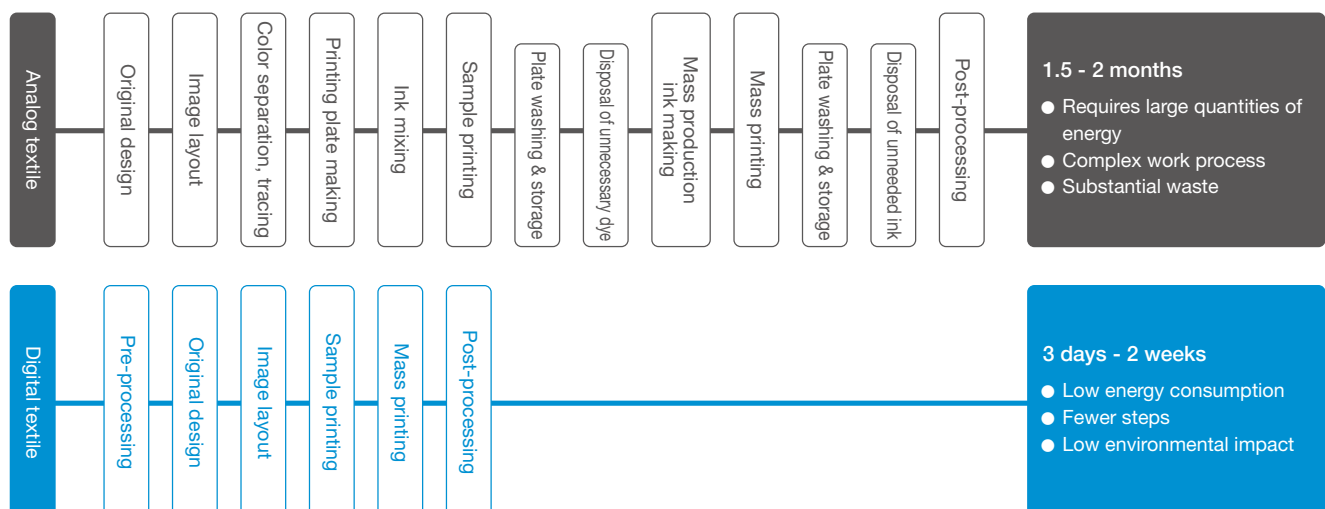 Analog textile
Original design
Image layout
Color separation, tracing
Printing plate making
Ink mixing
Sample printing
Plate washing & storage
Disposal of unnecessary dye
Mass production
ink making
Mass printing
Plate washing & storage
Disposal of unneeded ink
Post-processing
1.5 - 2 months
● Requires large quantities of
energy
● Complex work process
● Substantial waste
Digital textile
Pre-processing
Original design
Image layout
Sample printing
Mass printing
Post-processing
3 days - 2 weeks
● Low energy consumption
● Fewer steps
● Low environmental impact